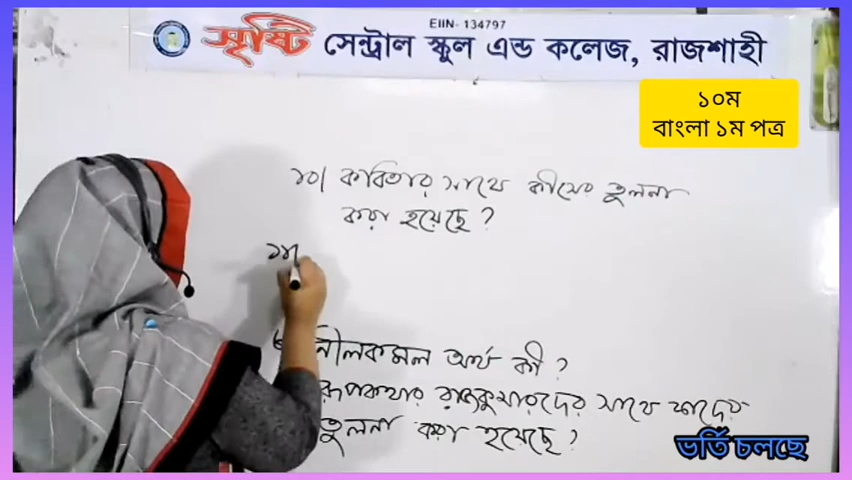 EIIN- 134797
সৃষ্টি সেন্ট্রাল স্কুল এন্ড কলেজ, রাজশাহী
১০ম
বাংলা ১ম পত্র
১০। কবিতার সাথে কীসের তুলনা
করা হয়েছে?
নীলকমল অর্থ কী?
রূপকথার রাজকুমারদের সাথে কাদের
তুলনা করা হয়েছে?
ভর্তি চলছে